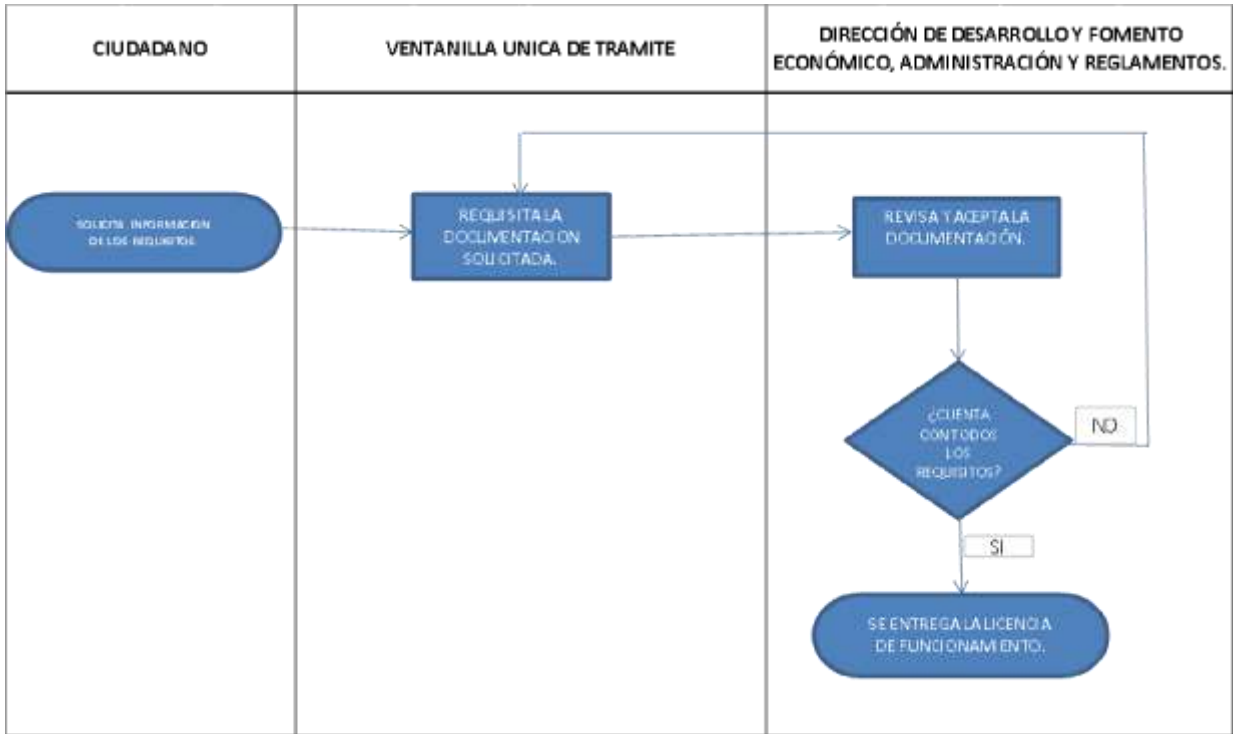 CIUDADANO
VENTANILLA UNICA DE TRAMITE
DIRECCIÓN DE DESARROLLO Y FOMENTO
ECONÓMICO, ADMINISTRACIÓN Y REGLAMENTOS.
SOLICITA INFORMACION
DE LOS REQUISITOS
REQUISITA LA
DOCUMENTACION
SOLICITADA.
REVISA Y ACEPTA LA
DOCUMENTACIÓN.
¿CUENTA
CON TODOS
LOS
REQUISITOS?
NO
SI
SE ENTREGA LA LICENCIA
DE FUNCIONAMIENTO.